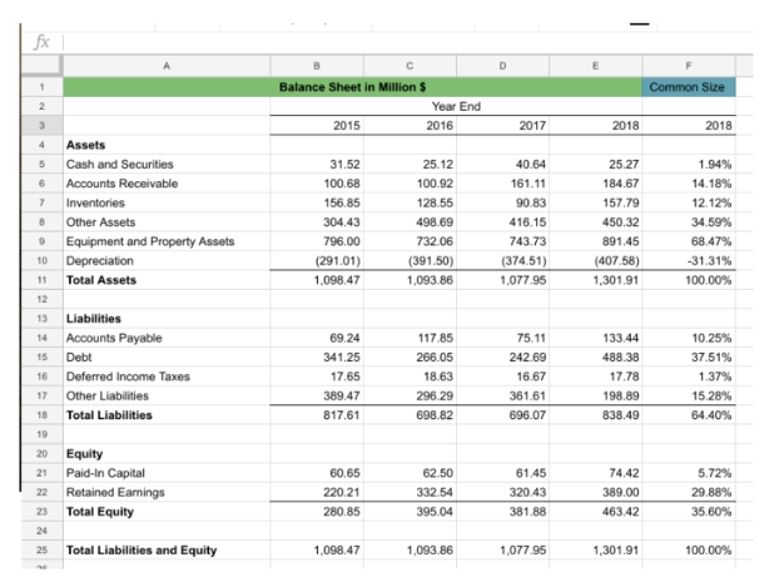 fx
A B C D E F
1 Balance Sheet in Million $ Common Size
2 Year End
3 2015 2016 2017 2018 2018
4 Assets
5 Cash and Securities 31.52 25.12 40.64 25.27 1.94%
6 Accounts Receivable 100.68 100.92 161.11 184.67 14.18%
7 Inventories 156.85 128.55 90.83 157.79 12.12%
8 Other Assets 304.43 498.69 416.15 450.32 34.59%
9 Equipment and Property Assets 796.00 732.06 743.73 891.45 68.47%
10 Depreciation (291.01) (391.50) (374.51) (407.58) -31.31%
11 Total Assets 1,098.47 1,093.86 1,077.95 1,301.91 100.00%
12
13 Liabilities
14 Accounts Payable 69.24 117.85 75.11 133.44 10.25%
15 Debt 341.25 266.05 242.69 488.38 37.51%
16 Deferred Income Taxes 17.65 18.63 16.67 17.78 1.37%
17 Other Liabilities 389.47 296.29 361.61 198.89 15.28%
18 Total Liabilities 817.61 698.82 696.07 838.49 64.40%
19
20 Equity
21 Paid-In Capital 60.65 62.50 61.45 74.42 5.72%
22 Retained Earnings 220.21 332.54 320.43 389.00 29.88%
23 Total Equity 280.85 395.04 381.88 463.42 35.60%
24
25 Total Liabilities and Equity 1,098.47 1,093.86 1,077.95 1,301.91 100.00%